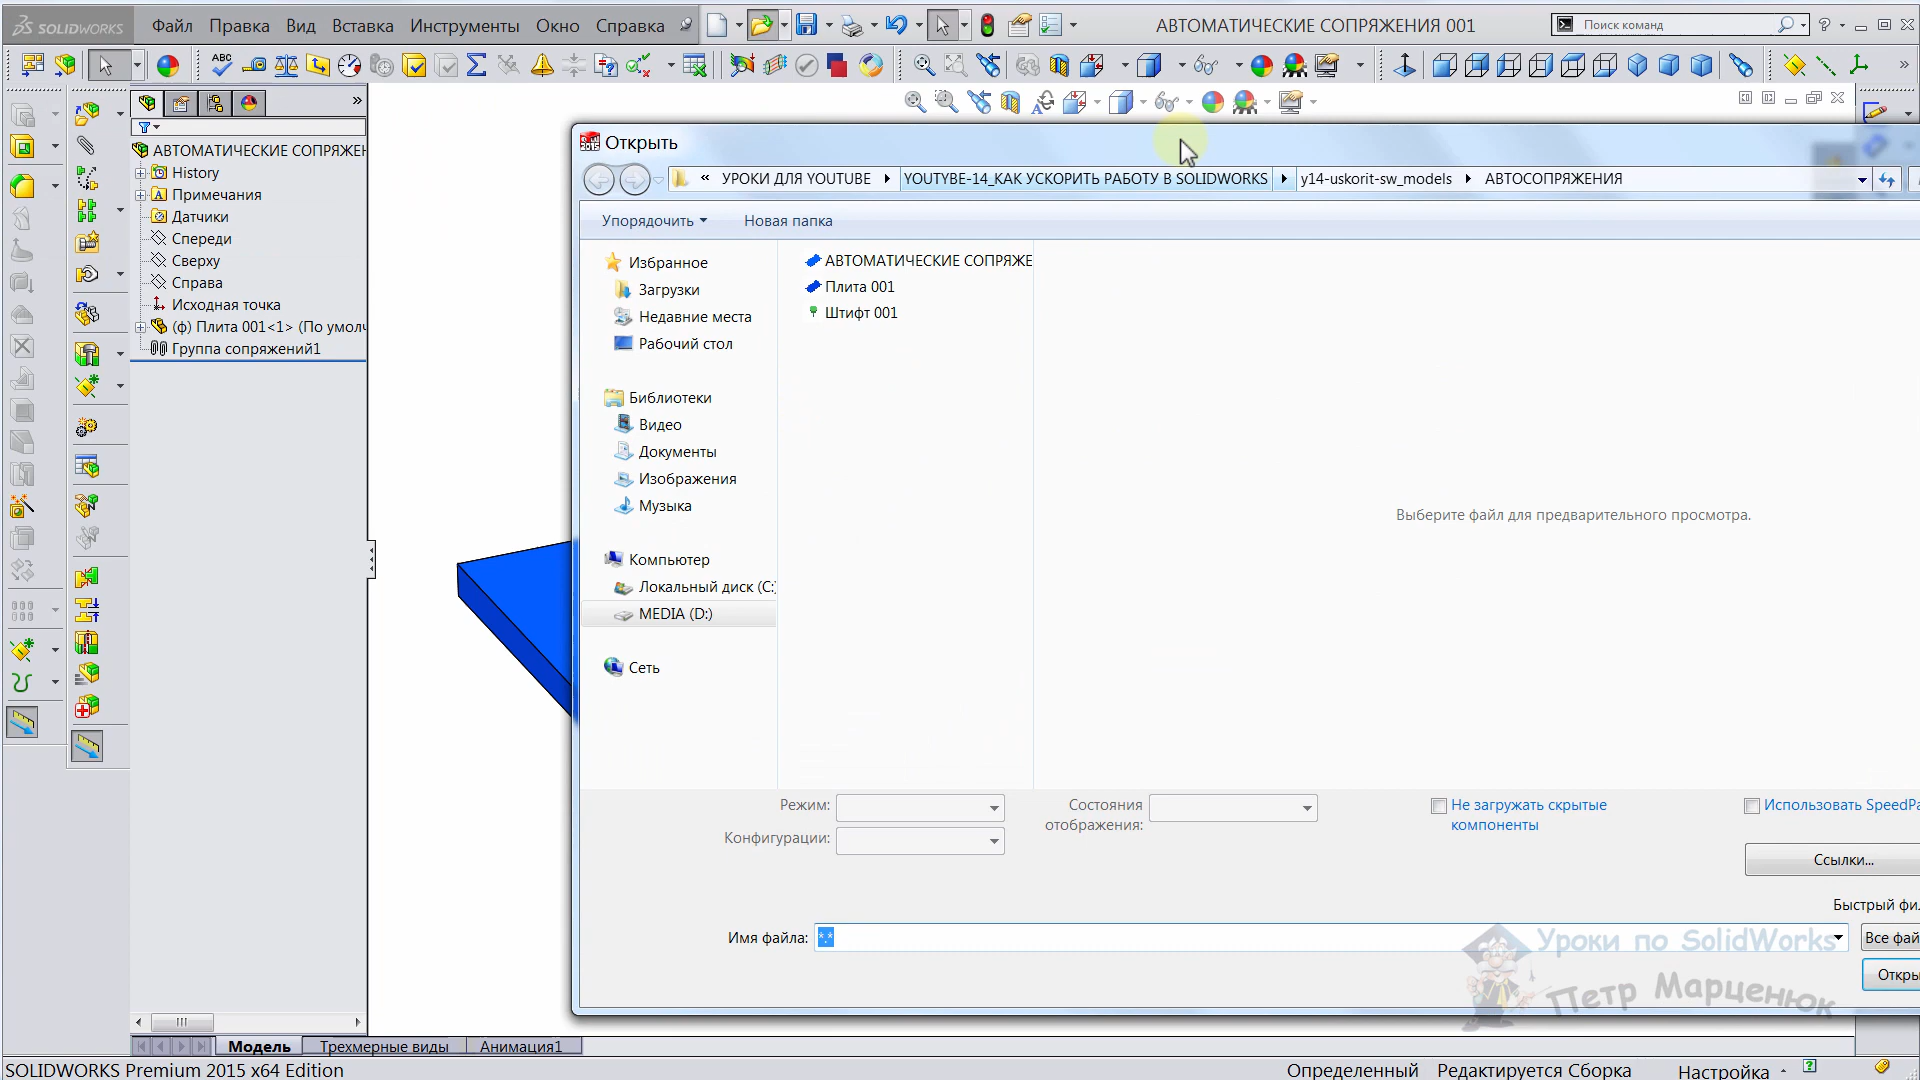 SOLIDWORKS Файл Правка Вид Вставка Инструменты Окно Справка АВТОМАТИЧЕСКИЕ СОПРЯЖЕНИЯ 001 Поиск команд
ABC
АВТОМАТИЧЕСКИЕ СОПРЯЖЕН
History
Примечания
Датчики
Спереди
Сверху
Справа
Исходная точка
(ф) Плита 001<1> (По умолч
Группа сопряжений1
Открыть
« УРОКИ ДЛЯ YOUTUBE YOUTYBE-14_КАК УСКОРИТЬ РАБОТУ В SOLIDWORKS y14-uskorit-sw_models АВТОСОПРЯЖЕНИЯ
Упорядочить Новая папка
Избранное
Загрузки
Недавние места
Рабочий стол
Библиотеки
Видео
Документы
Изображения
Музыка
Компьютер
Локальный диск (C:)
MEDIA (D:)
Сеть
АВТОМАТИЧЕСКИЕ СОПРЯЖЕ
Плита 001
Штифт 001
Выберите файл для предварительного просмотра.
Режим:
Конфигурации:
Состояния
отображения:
Не загружать скрытые
компоненты
Использовать SpeedPa
Ссылки...
Быстрый фил
Имя файла: *.*
Все фай
Откры
Уроки по SolidWorks
Петр Марценюк
Модель Трехмерные виды Анимация1
SOLIDWORKS Premium 2015 x64 Edition Определенный Редактируется Сборка Настройка